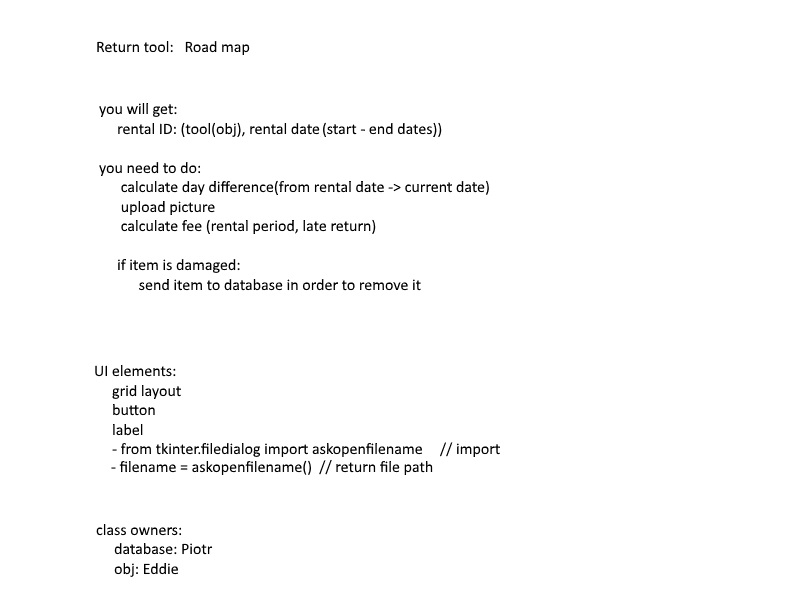 Return tool: Road map
you will get:
rental ID: (tool(obj), rental date (start - end dates))
you need to do:
calculate day difference(from rental date -> current date)
upload picture
calculate fee (rental period, late return)
if item is damaged:
send item to database in order to remove it
UI elements:
grid layout
button
label
- from tkinter.filedialog import askopenfilename // import
- filename = askopenfilename() // return file path
class owners:
database: Piotr
obj: Eddie